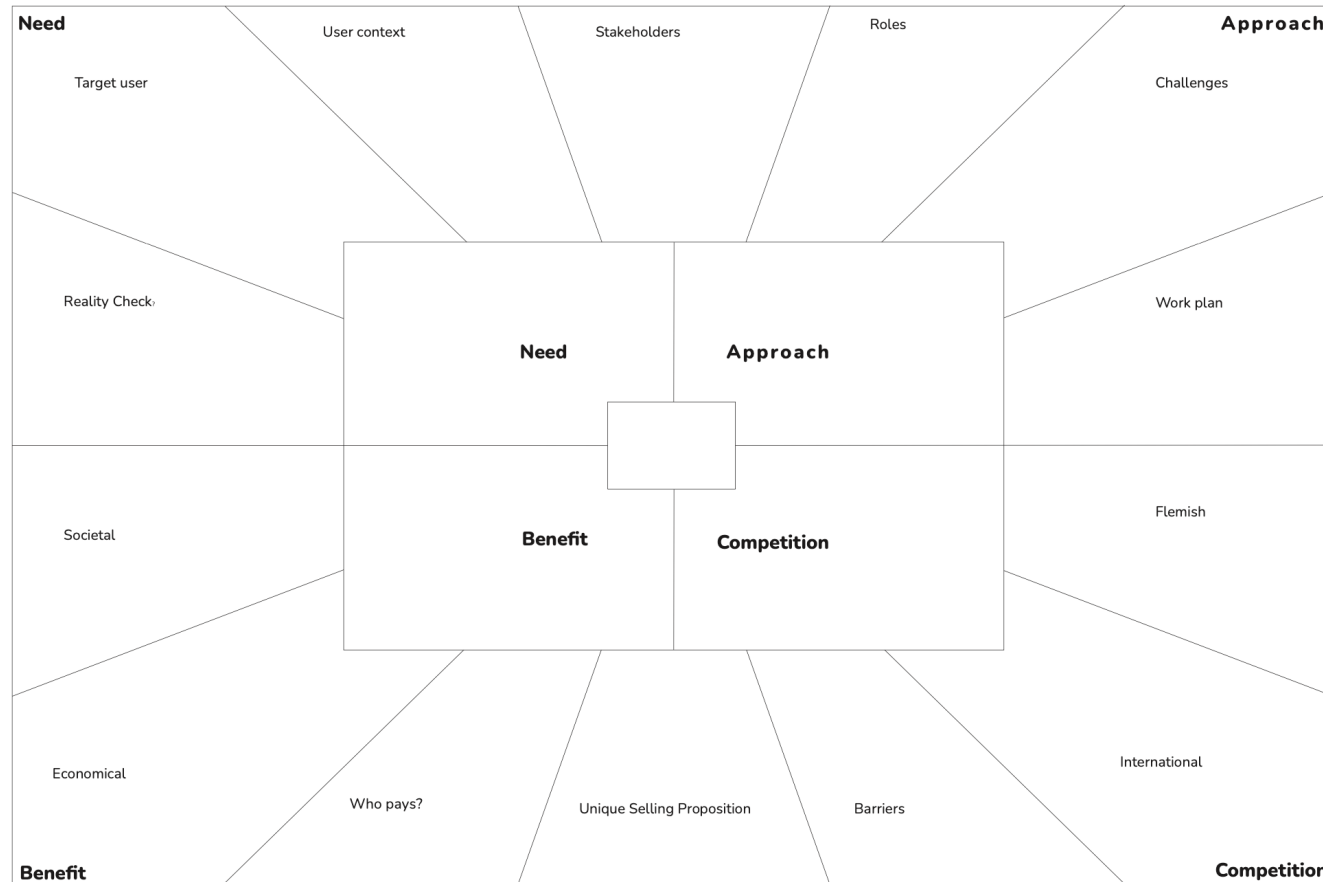 Need
User context
Stakeholders
Roles
Approach
Target user
Challenges
Reality Check
Work plan
Need
Approach
Benefit
Competition
Societal
Flemish
Economical
Who pays?
Unique Selling Proposition
Barriers
International
Benefit
Competition